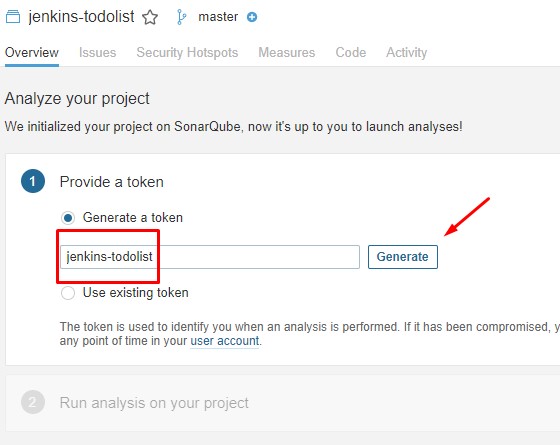 jenkins-todolist master
Overview Issues Security Hotspots Measures Code Activity
Analyze your project
We initialized your project on SonarQube, now it's up to you to launch analyses!
1 Provide a token
Generate a token
jenkins-todolist Generate
Use existing token
The token is used to identify you when an analysis is performed. If it has been compromised, y
any point of time in your user account.
2 Run analysis on your project